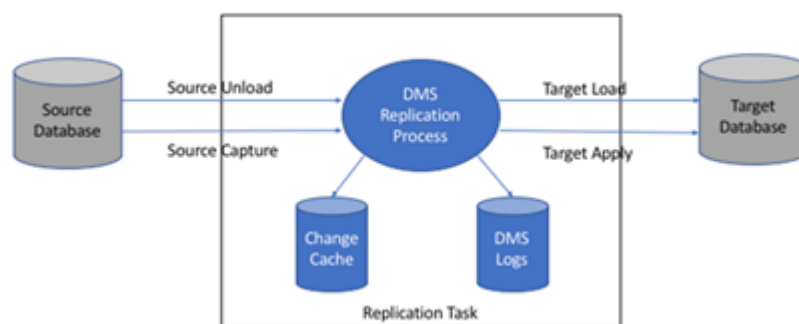 Source
Database
Source Unload
Source Capture
DMS
Replication
Process
Target Load
Target Apply
Target
Database
Change
Cache
DMS
Logs
Replication Task